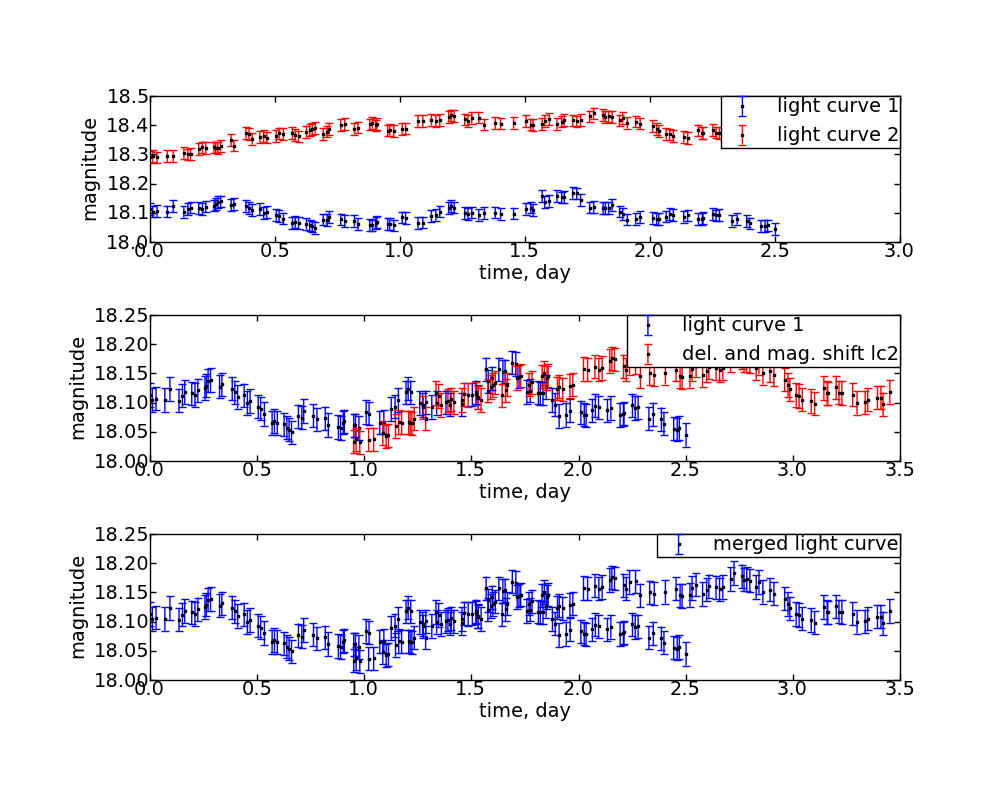 18.5
18.4
18.3
18.2
18.1
18.0
magnitude
light curve 1
light curve 2
0.0 0.5 1.0 1.5 2.0 2.5 3.0
time, day
18.25
18.20
18.15
18.10
18.05
18.00
magnitude
light curve 1
del. and mag. shift lc2
0.0 0.5 1.0 1.5 2.0 2.5 3.0 3.5
time, day
18.25
18.20
18.15
18.10
18.05
18.00
magnitude
merged light curve
0.0 0.5 1.0 1.5 2.0 2.5 3.0 3.5
time, day